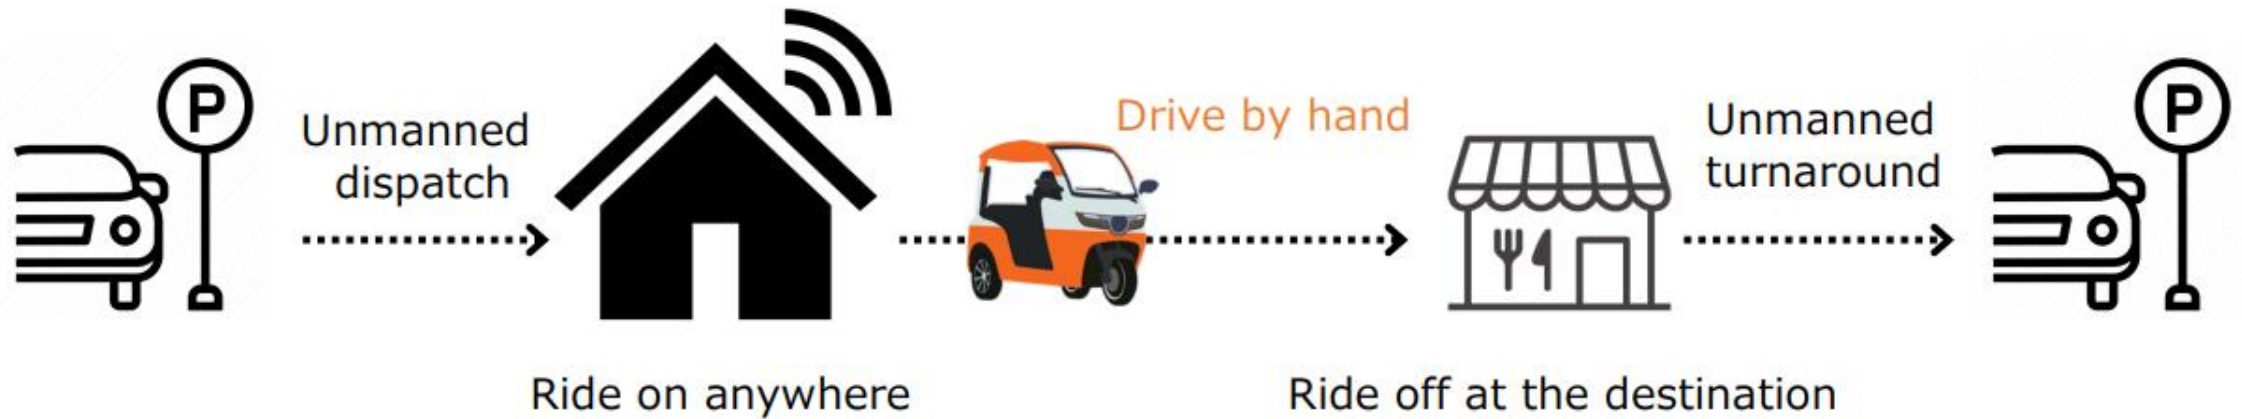 P
Unmanned
dispatch
Drive by hand
Unmanned
turnaround
P
Ride on anywhere
Ride off at the destination